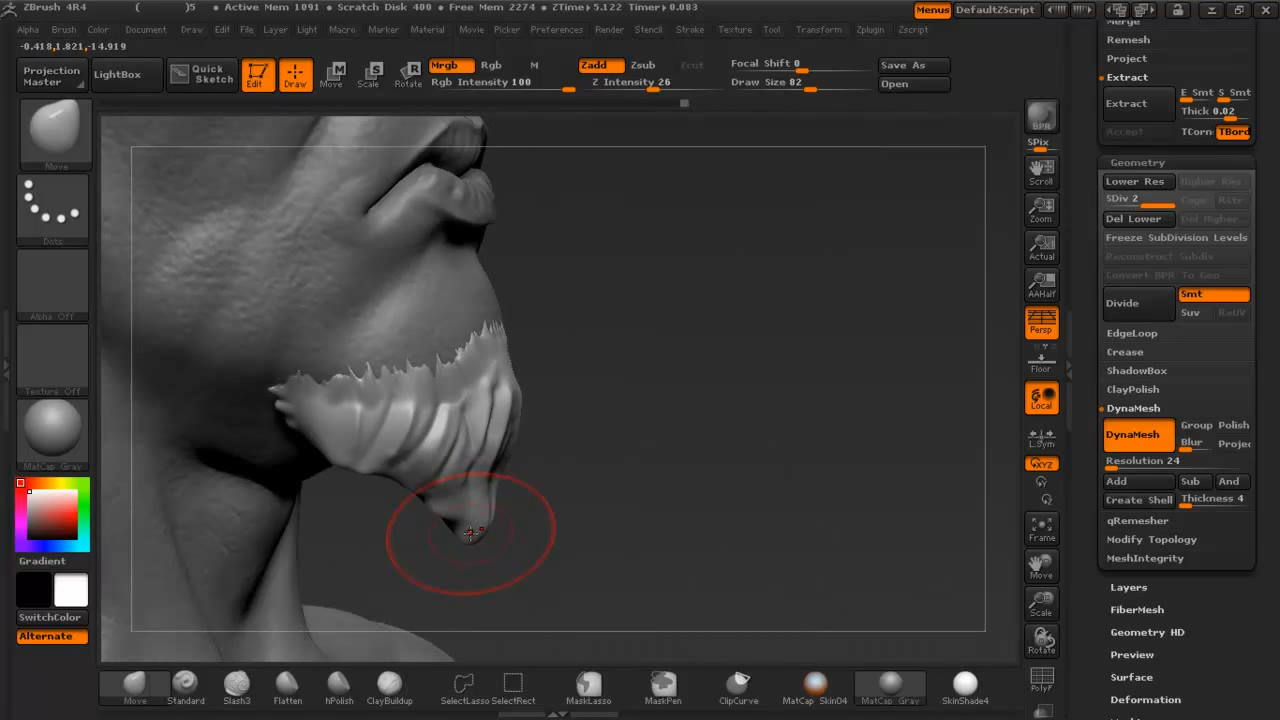 ZBrush 4R4 ( )5 • Active Mem 1091 • Scratch Disk 400 • Free Mem 2274 • ZTime▸5.122 Timer▸0.083 Menus DefaultZScript
Alpha Brush Color Document Draw Edit File Layer Light Macro Marker Material Movie Picker Preferences Render Stencil Stroke Texture Tool Transform Zplugin Zscript
-0.418,1.821,-14.919
Projection Master
LightBox
Quick Sketch
Edit
Draw
Move
Scale
Rotate
Mrgb Rgb M
Rgb Intensity 100
Zadd Zsub Zcut
Z Intensity 26
Focal Shift 0
Draw Size 82
Save As
Open
Move
Dots
Alpha Off
Texture Off
MatCap Gray
Gradient
SwitchColor
Alternate
BPR
SPix
Scroll
Zoom
Actual
AAHalf
Persp
Floor
Local
L.Sym
XYZ
Y
Z
Frame
Move
Scale
Rotate
PolyF
Merge
Remesh
Project
Extract
Extract E Smt S Smt
Thick 0.02
Accept TCorn TBord
Geometry
Lower Res Higher Res
SDiv 2 Cage Rstr
Del Lower Del Higher
Freeze SubDivision Levels
Reconstruct Subdiv
Convert BPR To Geo
Divide Smt
Suv ReUV
EdgeLoop
Crease
ShadowBox
ClayPolish
DynaMesh
DynaMesh Group Polish
Blur Projec
Resolution 24
Add Sub And
Create Shell Thickness 4
qRemesher
Modify Topology
MeshIntegrity
Layers
FiberMesh
Geometry HD
Preview
Surface
Deformation
Move Standard Slash3 Flatten hPolish ClayBuildup SelectLasso SelectRect MaskLasso MaskPen ClipCurve MatCap Skin04 MatCap Gray SkinShade4